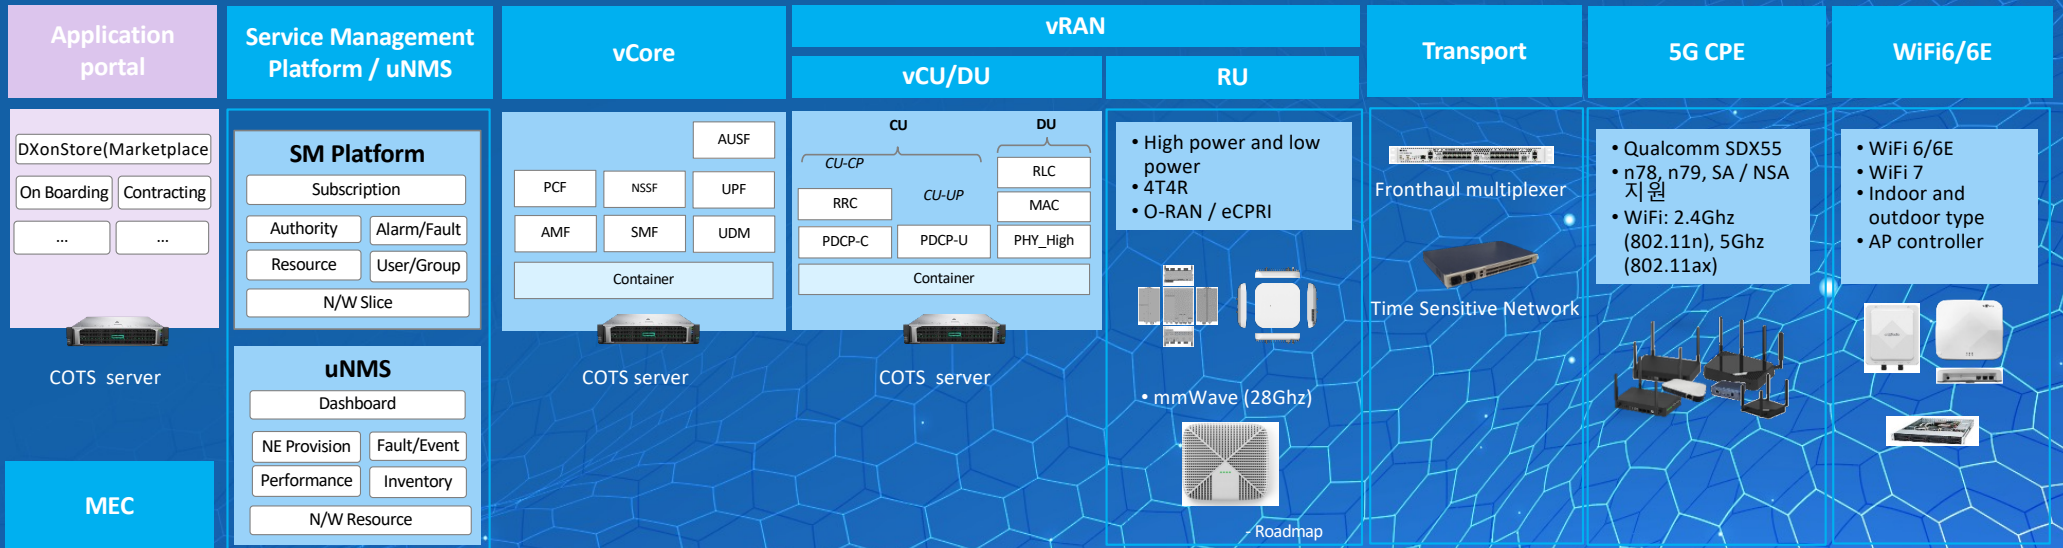 Application
portal
DXonStore(Marketplace
On Boarding
Contracting
...
...
COTS server
MEC
Service Management
Platform / uNMS
SM Platform
Subscription
Authority
Alarm/Fault
Resource
User/Group
N/W Slice
uNMS
Dashboard
NE Provision
Fault/Event
Performance
Inventory
N/W Resource
vCore
AUSF
PCF
NSSF
UPF
AMF
SMF
UDM
Container
COTS server
vRAN
vCU/DU
CU
DU
CU-CP
RLC
CU-UP
RRC
MAC
PDCP-C
PDCP-U
PHY_High
Container
COTS server
RU
• High power and low
power
• 4T4R
• O-RAN / eCPRI
• mmWave (28Ghz)
- Roadmap
Transport
Fronthaul multiplexer
Time Sensitive Network
5G CPE
• Qualcomm SDX55
• n78, n79, SA / NSA
지원
• WiFi: 2.4Ghz
(802.11n), 5Ghz
(802.11ax)
WiFi6/6E
• WiFi 6/6E
• WiFi 7
• Indoor and
outdoor type
• AP controller